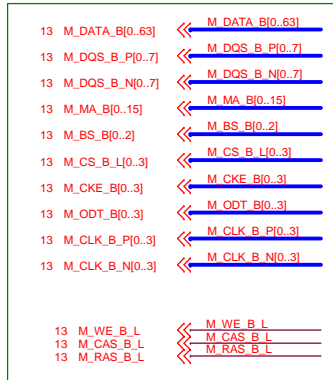 13 M_DATA_B[0..63] M_DATA_B[0..63]
13 M_DQS_B_P[0..7] M_DQS_B_P[0..7]
13 M_DQS_B_N[0..7] M_DQS_B_N[0..7]
13 M_MA_B[0..15] M_MA_B[0..15]
13 M_BS_B[0..2] M_BS_B[0..2]
13 M_CS_B_L[0..3] M_CS_B_L[0..3]
13 M_CKE_B[0..3] M_CKE_B[0..3]
13 M_ODT_B[0..3] M_ODT_B[0..3]
13 M_CLK_B_P[0..3] M_CLK_B_P[0..3]
13 M_CLK_B_N[0..3] M_CLK_B_N[0..3]
13 M_WE_B_L M_WE_B_L
13 M_CAS_B_L M_CAS_B_L
13 M_RAS_B_L M_RAS_B_L